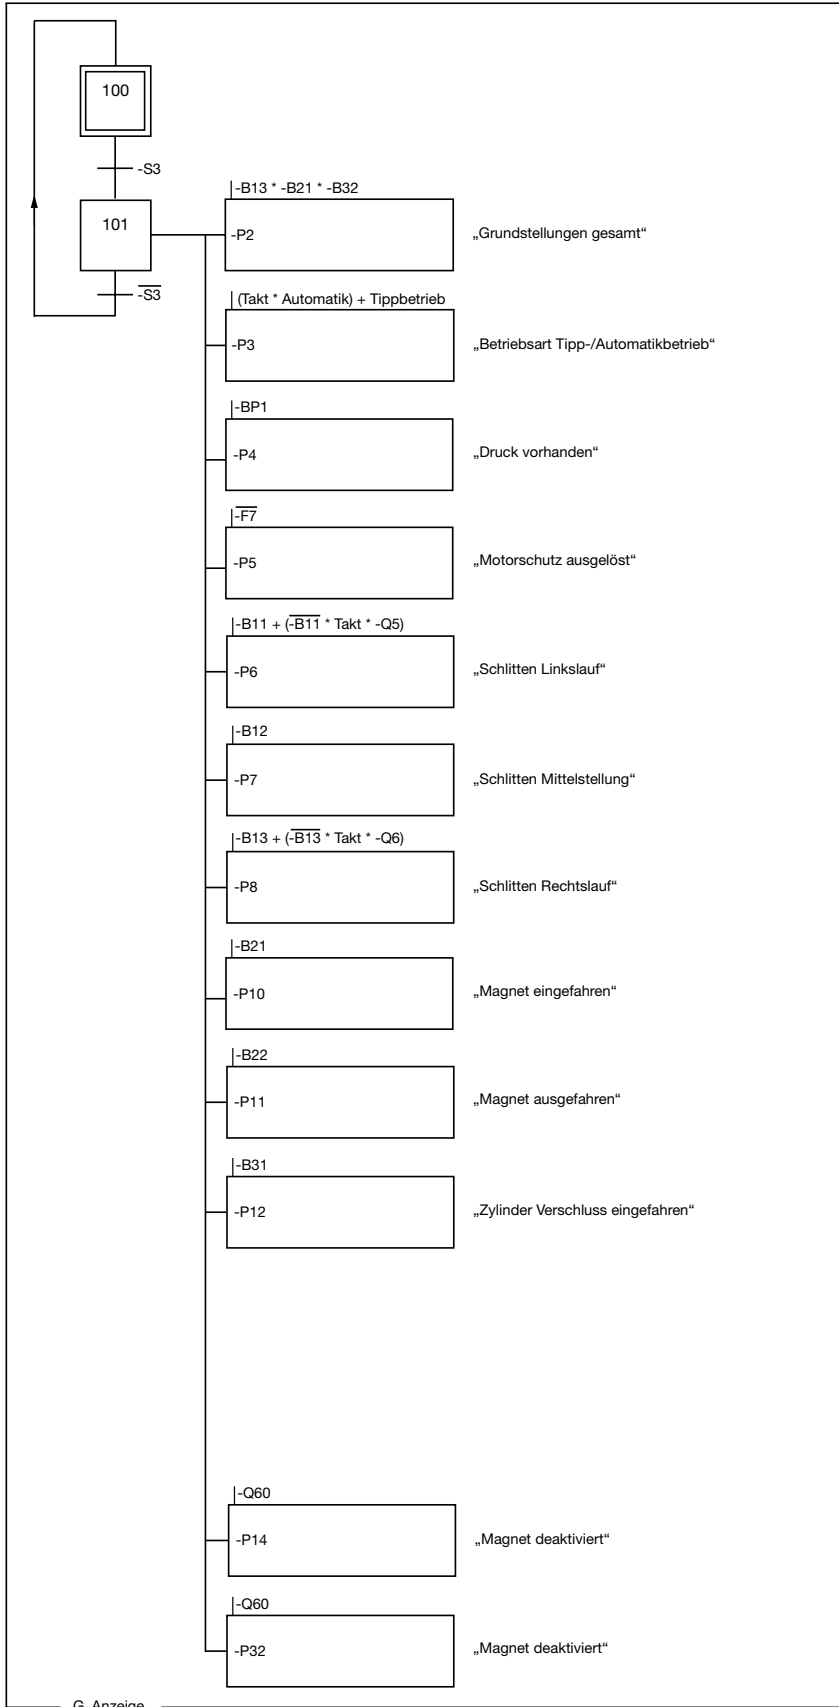 100
-S3
101
-S3
-B13 * -B21 * -B32
-P2
„Grundstellungen gesamt“
(Takt * Automatik) + Tippbetrieb
-P3
„Betriebsart Tipp-/Automatikbetrieb“
-BP1
-P4
„Druck vorhanden“
-F7
-P5
„Motorschutz ausgelöst“
-B11 + (-B11 * Takt * -Q5)
-P6
„Schlitten Linkslauf“
-B12
-P7
„Schlitten Mittelstellung“
-B13 + (-B13 * Takt * -Q6)
-P8
„Schlitten Rechtslauf“
-B21
-P10
„Magnet eingefahren“
-B22
-P11
„Magnet ausgefahren“
-B31
-P12
„Zylinder Verschluss eingefahren“
-Q60
-P14
„Magnet deaktiviert“
-Q60
-P32
„Magnet deaktiviert“
G Anzeige